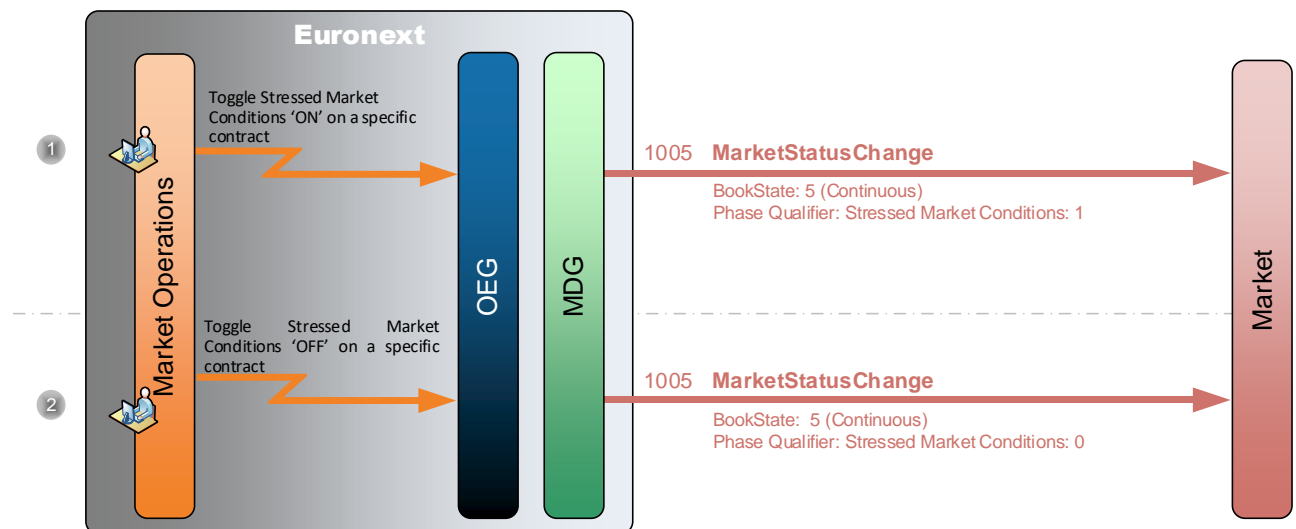 Euronext
Toggle Stressed Market
Conditions ‘ON’ on a specific
contract
1
1005 MarketStatusChange
BookState: 5 (Continuous)
Phase Qualifier: Stressed Market Conditions: 1
Market Operations
OEG
MDG
Market
Toggle Stressed Market
Conditions ‘OFF’ on a specific
contract
2
1005 MarketStatusChange
BookState: 5 (Continuous)
Phase Qualifier: Stressed Market Conditions: 0